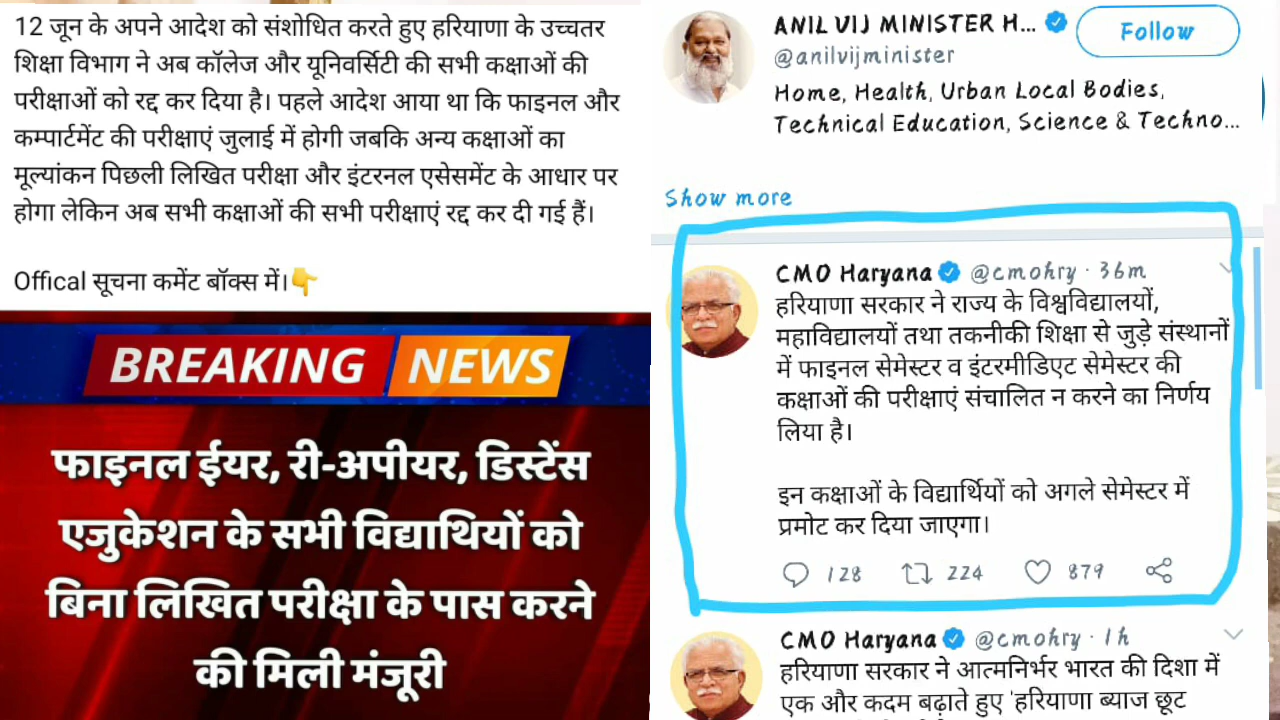 12 जून के अपने आदेश को संशोधित करते हुए हरियाणा के उच्चतर
शिक्षा विभाग ने अब कॉलेज और यूनिवर्सिटी की सभी कक्षाओं की
परीक्षाओं को रद्द कर दिया है। पहले आदेश आया था कि फाइनल और
कम्पार्टमेंट की परीक्षाएं जुलाई में होगी जबकि अन्य कक्षाओं का
मूल्यांकन पिछली लिखित परीक्षा और इंटरनल एसेसमेंट के आधार पर
होगा लेकिन अब सभी कक्षाओं की सभी परीक्षाएं रद्द कर दी गई हैं।
Offical सूचना कमेंट बॉक्स में।👇
BREAKING NEWS
फाइनल ईयर, री-अपीयर, डिस्टेंस
एजुकेशन के सभी विद्याथियों को
बिना लिखित परीक्षा के पास करने
की मिली मंजूरी
ANIL VIJ MINISTER H...
Follow
@anilvijminister
Home, Health, Urban Local Bodies,
Technical Education, Science & Techno...
Show more
CMO Haryana @cmohry · 36m
हरियाणा सरकार ने राज्य के विश्वविद्यालयों,
महाविद्यालयों तथा तकनीकी शिक्षा से जुड़े संस्थानों
में फाइनल सेमेस्टर व इंटरमीडिएट सेमेस्टर की
कक्षाओं की परीक्षाएं संचालित न करने का निर्णय
लिया है।
इन कक्षाओं के विद्यार्थियों को अगले सेमेस्टर में
प्रमोट कर दिया जाएगा।
128 224 879
CMO Haryana @cmohry · 1h
हरियाणा सरकार ने आत्मनिर्भर भारत की दिशा में
एक और कदम बढ़ाते हुए 'हरियाणा ब्याज छूट